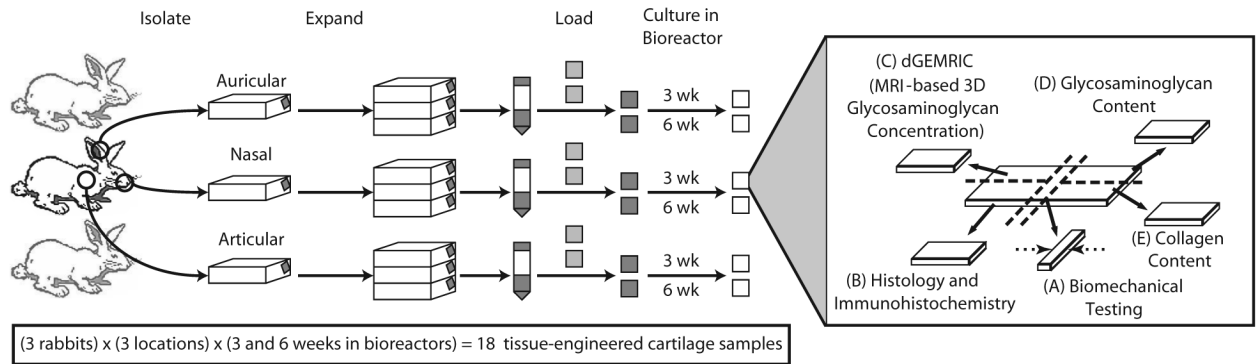 Isolate
Expand
Load
Culture in
Bioreactor
Auricular
3 wk
6 wk
Nasal
3 wk
6 wk
Articular
3 wk
6 wk
(C) dGEMRIC
(MRI-based 3D
Glycosaminoglycan
Concentration)
(D) Glycosaminoglycan
Content
(E) Collagen
Content
(B) Histology and
Immunohistochemistry
(A) Biomechanical
Testing
(3 rabbits) x (3 locations) x (3 and 6 weeks in bioreactors) = 18 tissue-engineered cartilage samples